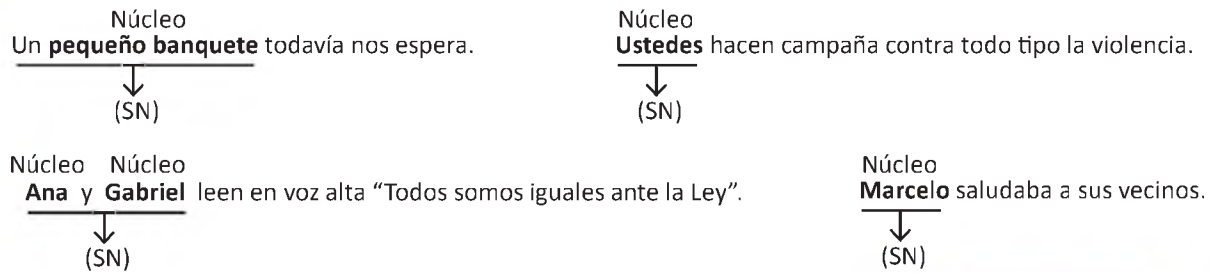 Núcleo
Un pequeño banquete todavía nos espera.
(SN)
Núcleo
Ustedes hacen campaña contra todo tipo la violencia.
(SN)
Núcleo Núcleo
Ana y Gabriel leen en voz alta “Todos somos iguales ante la Ley”.
(SN)
Núcleo
Marcelo saludaba a sus vecinos.
(SN)